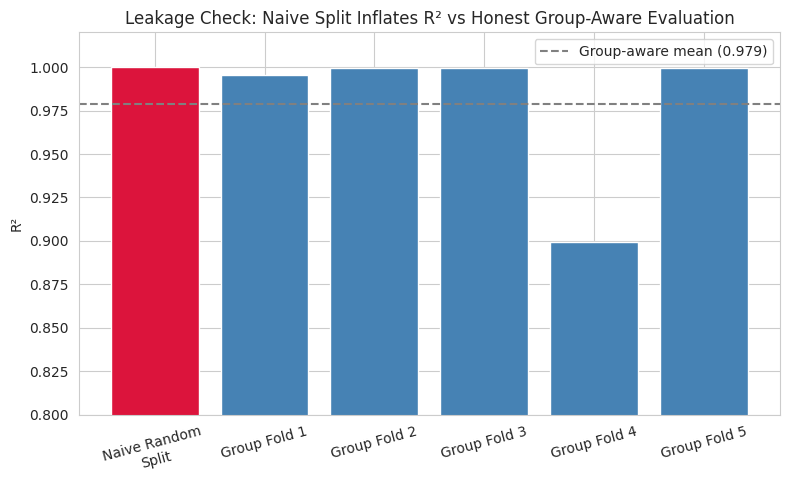 Leakage Check: Naive Split Inflates R² vs Honest Group-Aware Evaluation
Group-aware mean (0.979)
R²
1.000
0.975
0.950
0.925
0.900
0.875
0.850
0.825
0.800
Naive Random
Split
Group Fold 1
Group Fold 2
Group Fold 3
Group Fold 4
Group Fold 5